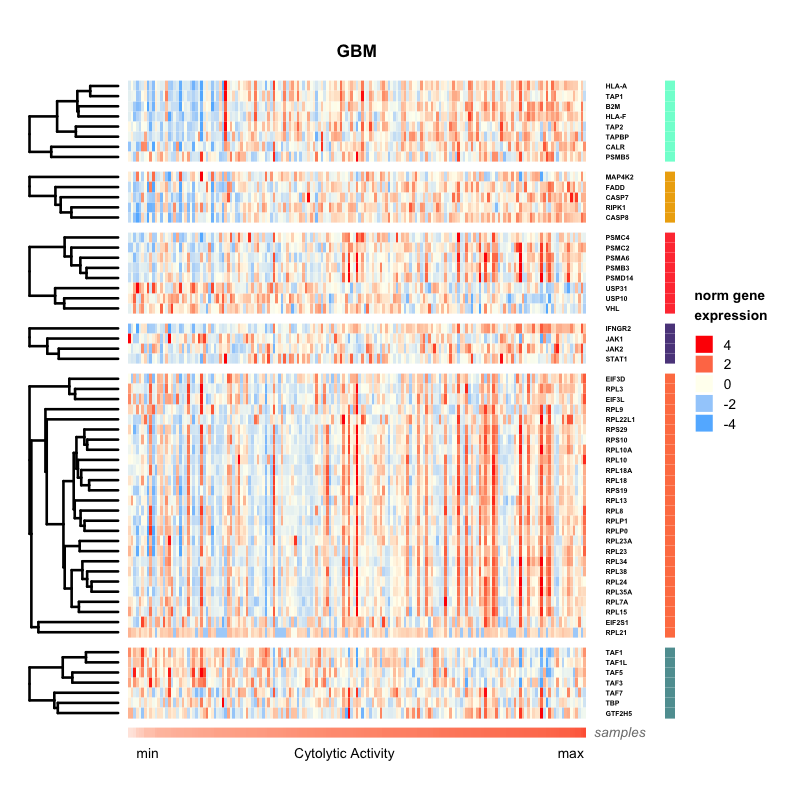 GBM
HLA-A
TAP1
B2M
HLA-F
TAP2
TAPBP
CALR
PSMB5
MAP4K2
FADD
CASP7
RIPK1
CASP8
PSMC4
PSMC2
PSMA6
PSMB3
PSMD14
USP31
USP10
VHL
IFNGR2
JAK1
JAK2
STAT1
EIF3D
RPL3
EIF3L
RPL9
RPL22L1
RPS29
RPS10
RPL10A
RPL10
RPL18A
RPL18
RPS19
RPL13
RPL8
RPLP1
RPLP0
RPL23A
RPL23
RPL34
RPL38
RPL24
RPL35A
RPL7A
RPL15
EIF2S1
RPL21
TAF1
TAF1L
TAF5
TAF3
TAF7
TBP
GTF2H5
samples
min Cytolytic Activity max
norm gene
expression
4
2
0
-2
-4